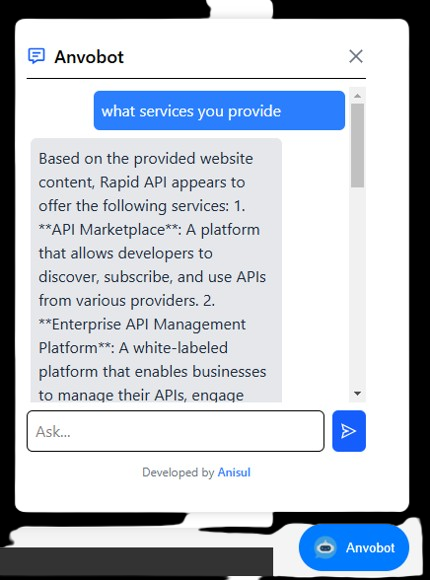 Anvobot
what services you provide
Based on the provided website
content, Rapid API appears to
offer the following services: 1.
**API Marketplace**: A platform
that allows developers to
discover, subscribe, and use APIs
from various providers. 2.
**Enterprise API Management
Platform**: A white-labeled
platform that enables businesses
to manage their APIs, engage
Ask...
Developed by Anisul
Anvobot